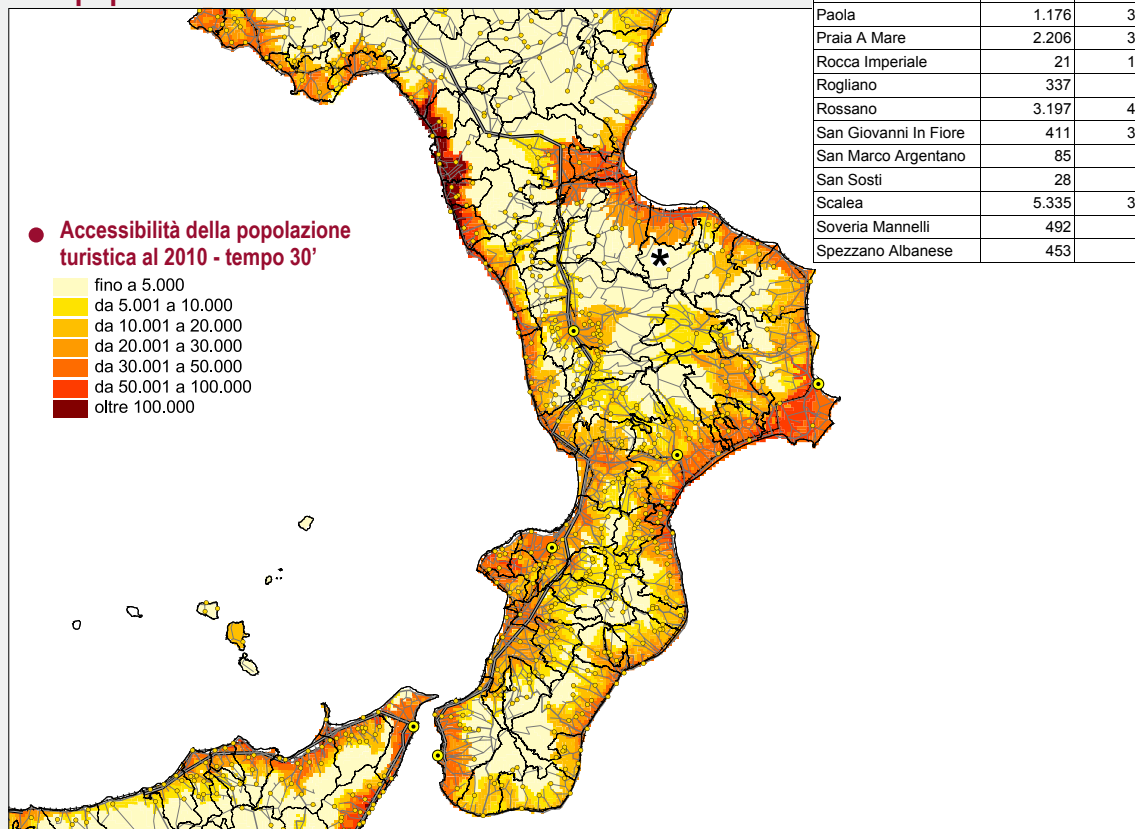 ● Accessibilità della popolazione
turistica al 2010 - tempo 30’
fino a 5.000
da 5.001 a 10.000
da 10.001 a 20.000
da 20.001 a 30.000
da 30.001 a 50.000
da 50.001 a 100.000
oltre 100.000
*
Paola 1.176 3
Praia A Mare 2.206 3
Rocca Imperiale 21 1
Rogliano 337
Rossano 3.197 4
San Giovanni In Fiore 411 3
San Marco Argentano 85
San Sosti 28
Scalea 5.335 3
Soveria Mannelli 492
Spezzano Albanese 453